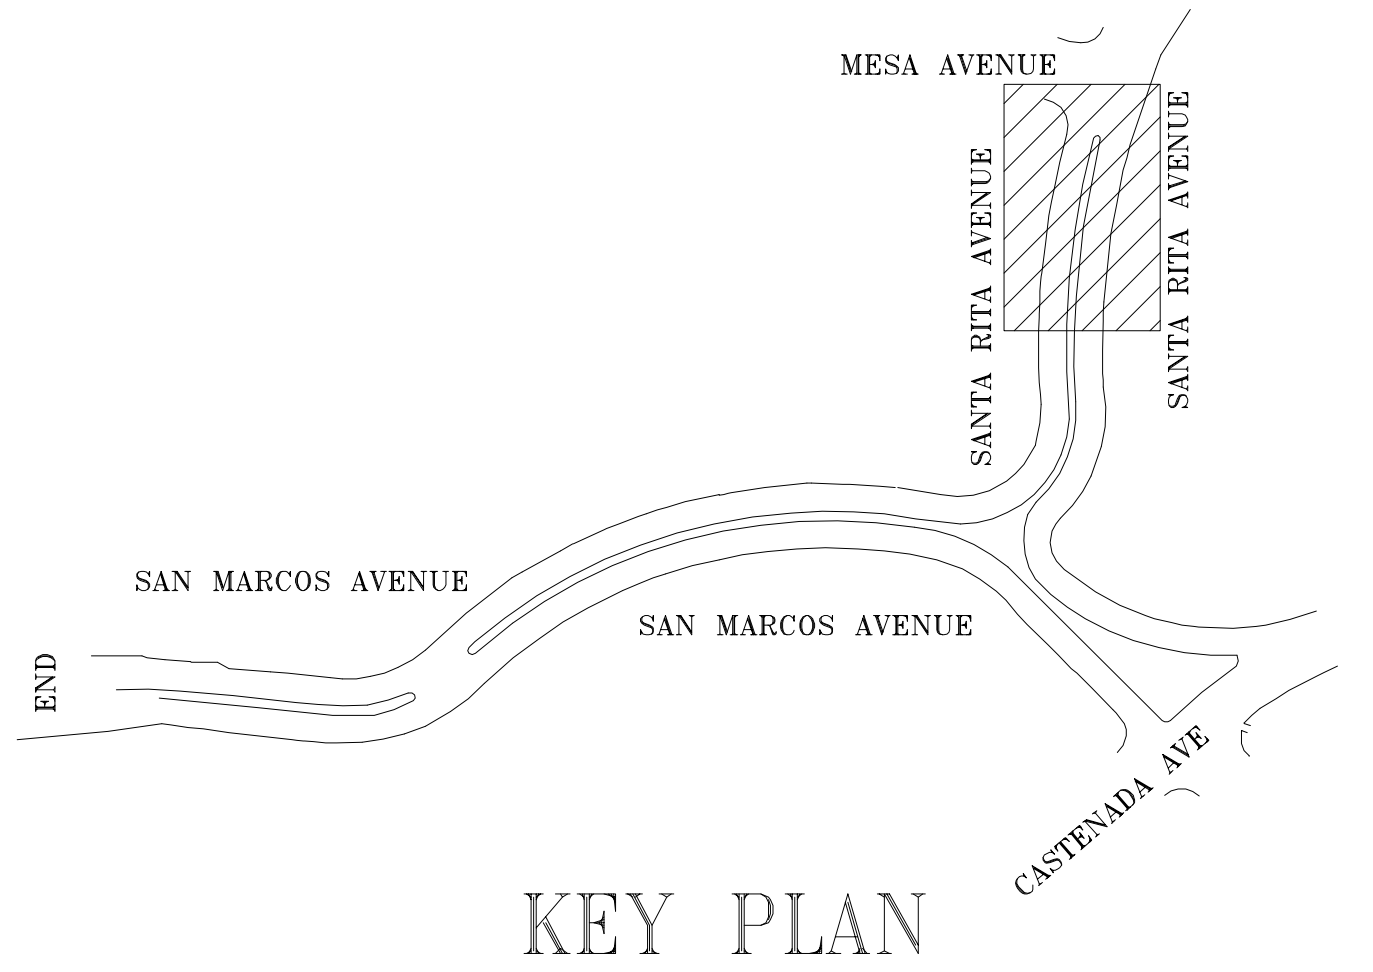 MESA AVENUE
SANTA RITA AVENUE
SANTA RITA AVENUE
SAN MARCOS AVENUE
SAN MARCOS AVENUE
END
CASTENADA AVE
KEY PLAN